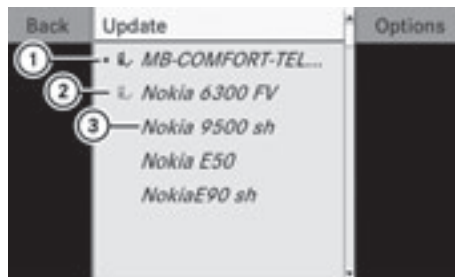 Back Update Options
1 MB-COMFORT-TEL...
2 Nokia 6300 FV
3 Nokia 9500 sh
Nokia E50
NokiaE90 sh